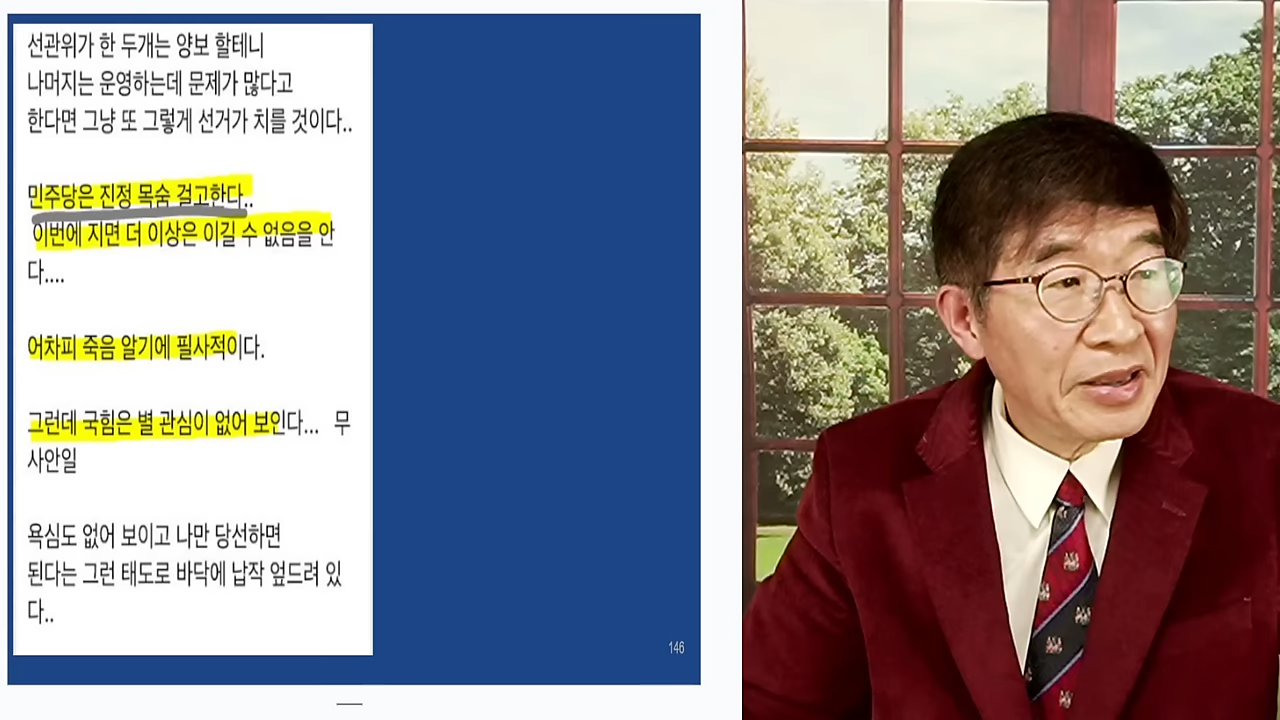 선관위가 한 두개는 양보 할테니
나머지는 운영하는데 문제가 많다고
한다면 그냥 또 그렇게 선거가 치를 것이다..
민주당은 진정 목숨 걸고한다..
이번에 지면 더 이상은 이길 수 없음을 안
다....
어차피 죽음 알기에 필사적이다.
그런데 국힘은 별 관심이 없어 보인다... 무
사안일
욕심도 없어 보이고 나만 당선하면
된다는 그런 태도로 바닥에 납작 엎드려 있
다..
146